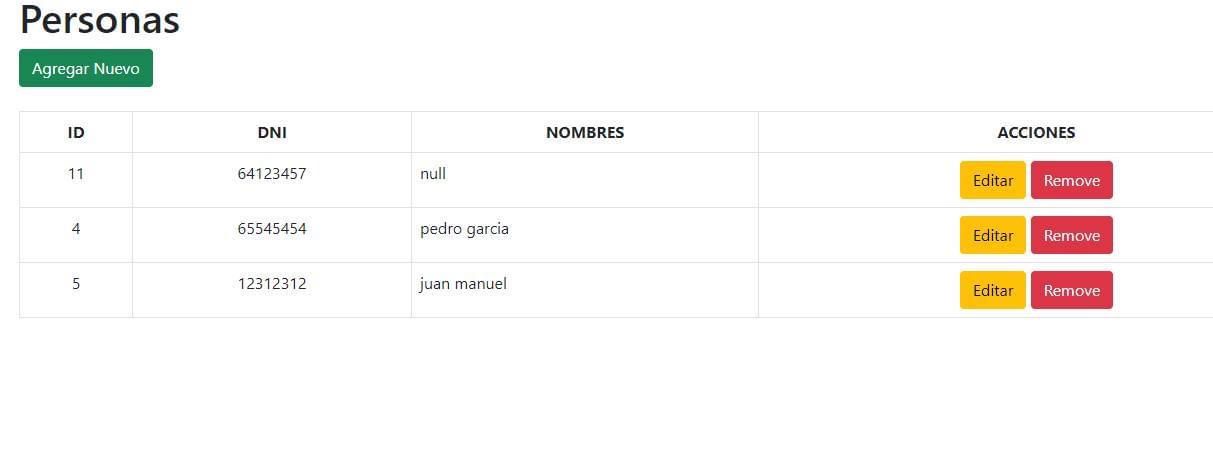 Personas
Agregar Nuevo
ID DNI NOMBRES ACCIONES
11 64123457 null Editar Remove
4 65545454 pedro garcia Editar Remove
5 12312312 juan manuel Editar Remove